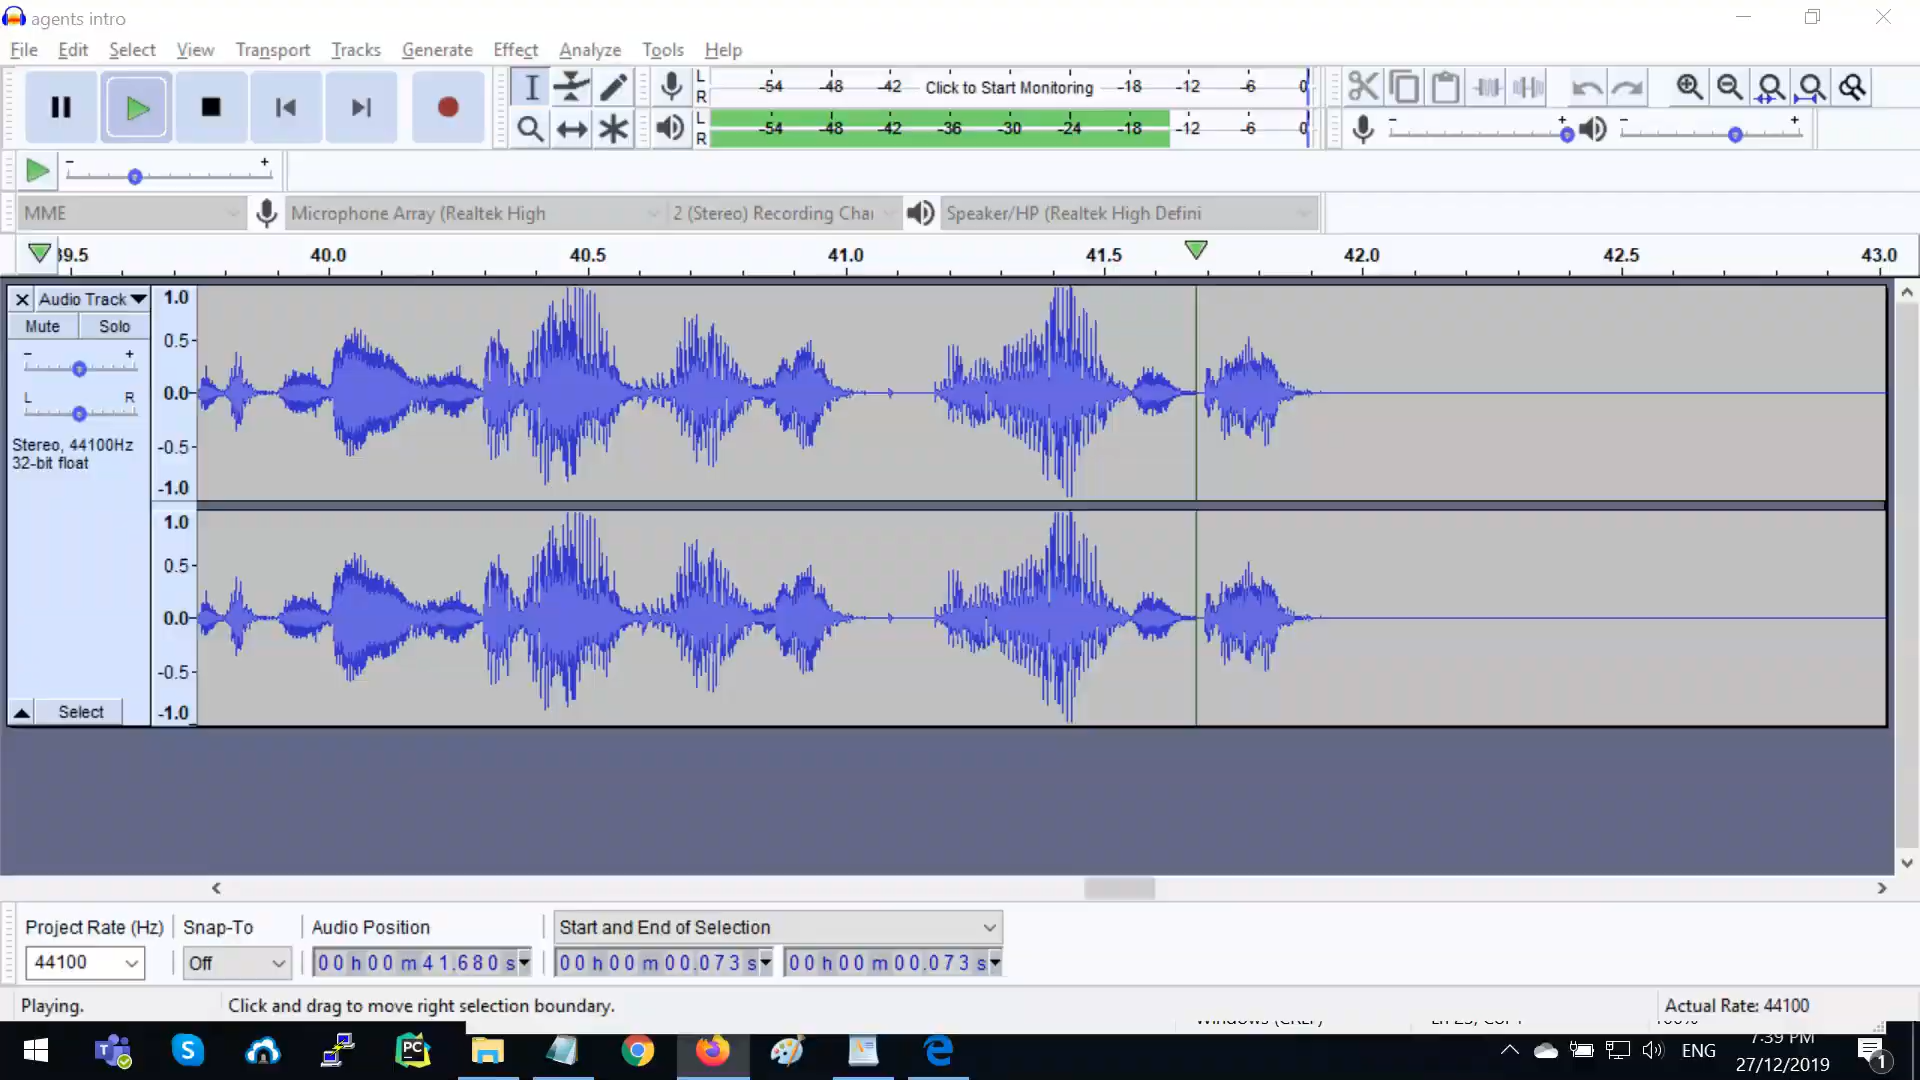 agents intro
File Edit Select View Transport Tracks Generate Effect Analyze Tools Help
L R -54 -48 -42 Click to Start Monitoring -18 -12 -6 0
L R -54 -48 -42 -36 -30 -24 -18 -12 -6 0
- + - +
- +
MME Microphone Array (Realtek High 2 (Stereo) Recording Chai Speaker/HP (Realtek High Defini
39.5 40.0 40.5 41.0 41.5 42.0 42.5 43.0
Audio Track 1.0
Mute Solo
0.5
- +
0.0
L R
Stereo, 44100Hz -0.5
32-bit float
-1.0
1.0
0.5
0.0
-0.5
Select -1.0
Project Rate (Hz) Snap-To Audio Position Start and End of Selection
44100 Off 00 h 00 m 41.680 s 00 h 00 m 00.073 s 00 h 00 m 00.073 s
Playing. Click and drag to move right selection boundary. Actual Rate: 44100
ENG 7:39 PM
27/12/2019
1